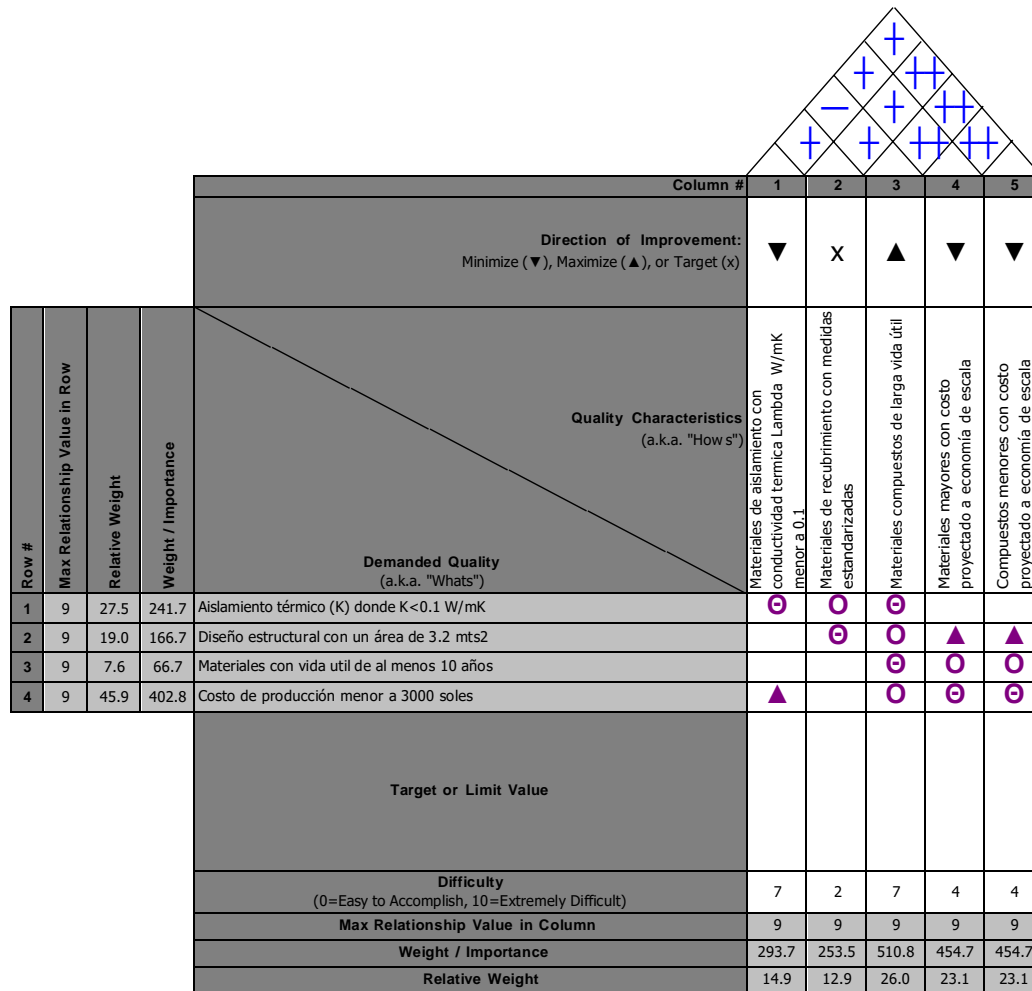 ┼
┼ ┼┼
─ ┼ ┼┼
┼ ┼ ┼┼ ┼┼
Column # 1 2 3 4 5
Direction of Improvement:
Minimize (▼), Maximize (▲), or Target (x)
▼ x ▲ ▼ ▼
Row #
Max Relationship Value in Row
Relative Weight
Weight / Importance
Quality Characteristics
(a.k.a. "How s")
Demanded Quality
(a.k.a. "Whats")
Materiales de aislamiento con
conductividad termica Lambda W/mK
menor a 0.1
Materiales de recubrimiento con medidas
estandarizadas
Materiales compuestos de larga vida útil
Materiales mayores con costo
proyectado a economía de escala
Compuestos menores con costo
proyectado a economía de escala
1 9 27.5 241.7 Aislamiento térmico (K) donde K<0.1 W/mK Θ Ο Θ
2 9 19.0 166.7 Diseño estructural con un área de 3.2 mts2 Θ Ο ▲ ▲
3 9 7.6 66.7 Materiales con vida util de al menos 10 años Θ Ο Ο
4 9 45.9 402.8 Costo de producción menor a 3000 soles ▲ Ο Θ Θ
Target or Limit Value
Difficulty
(0=Easy to Accomplish, 10=Extremely Difficult)
7 2 7 4 4
Max Relationship Value in Column 9 9 9 9 9
Weight / Importance 293.7 253.5 510.8 454.7 454.7
Relative Weight 14.9 12.9 26.0 23.1 23.1